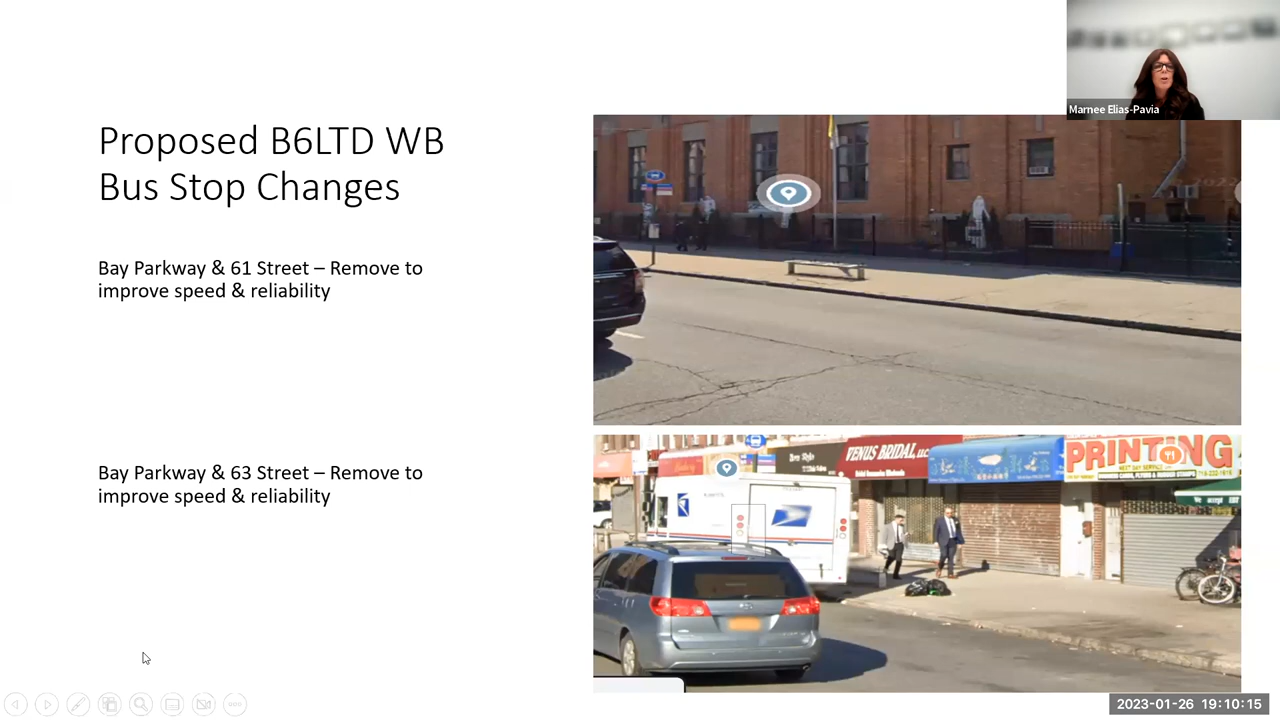 Marnee Elias-Pavia
Proposed B6LTD WB
Bus Stop Changes
Bay Parkway & 61 Street – Remove to
improve speed & reliability
Bay Parkway & 63 Street – Remove to
improve speed & reliability
VENUS BRIDAL, LLC
PRINTING
2023-01-26 19:10:15